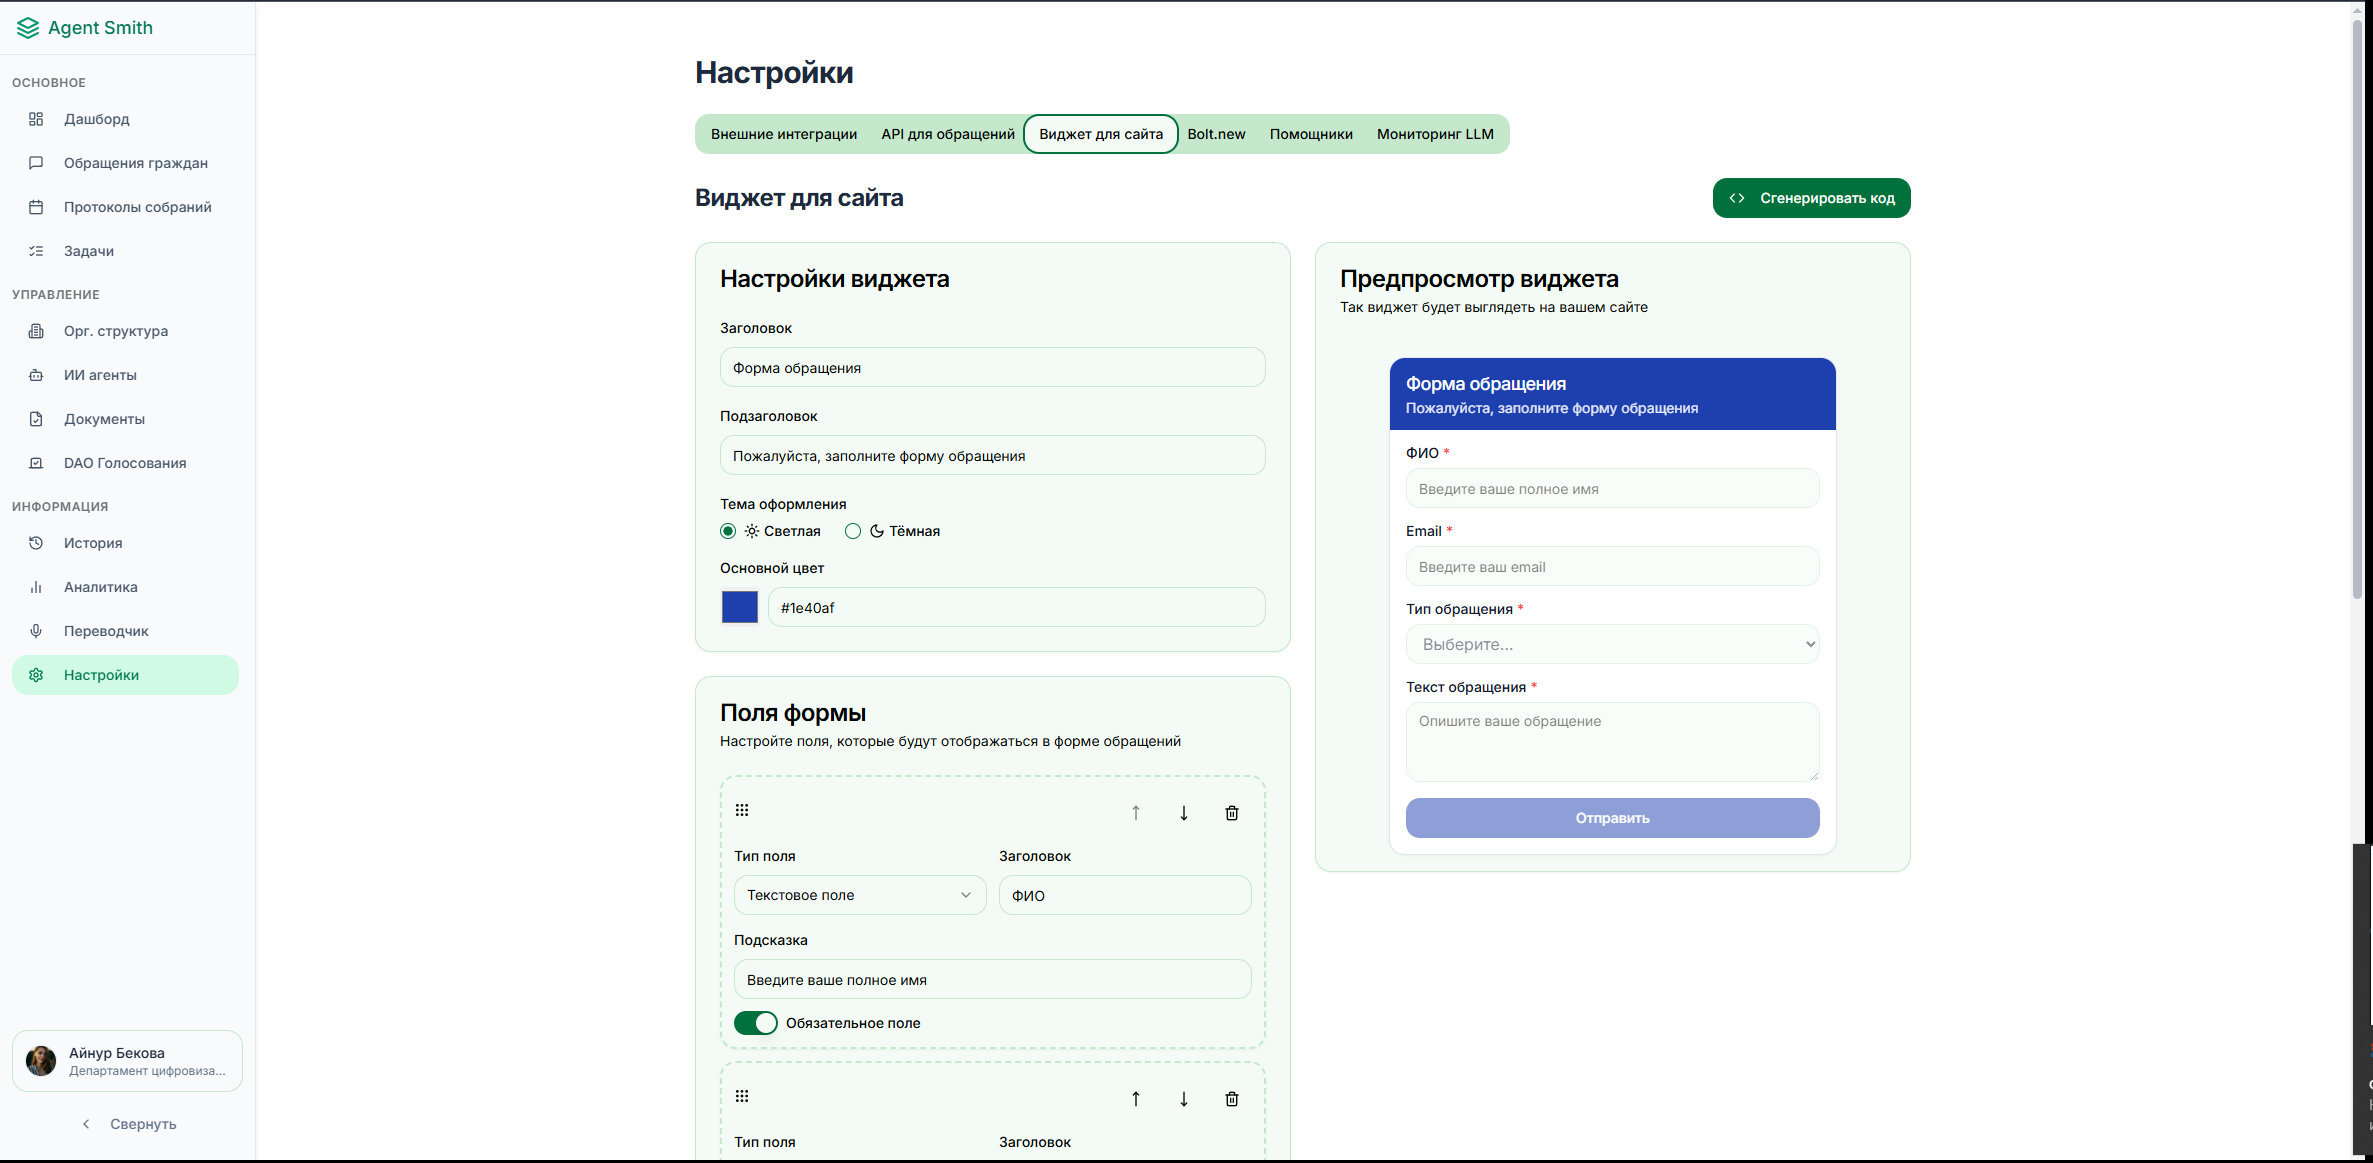 Agent Smith
ОСНОВНОЕ
Дашборд
Обращения граждан
Протоколы собраний
Задачи
УПРАВЛЕНИЕ
Орг. структура
ИИ агенты
Документы
DAO Голосования
ИНФОРМАЦИЯ
История
Аналитика
Переводчик
Настройки
Айнур Бекова
Департамент цифровиза...
Свернуть
Настройки
Внешние интеграции API для обращений Виджет для сайта Bolt.new Помощники Мониторинг LLM
Виджет для сайта
Сгенерировать код
Настройки виджета
Заголовок
Форма обращения
Подзаголовок
Пожалуйста, заполните форму обращения
Тема оформления
Светлая Тёмная
Основной цвет
#1e40af
Поля формы
Настройте поля, которые будут отображаться в форме обращений
Тип поля Заголовок
Текстовое поле ФИО
Подсказка
Введите ваше полное имя
Обязательное поле
Тип поля Заголовок
Предпросмотр виджета
Так виджет будет выглядеть на вашем сайте
Форма обращения
Пожалуйста, заполните форму обращения
ФИО *
Введите ваше полное имя
Email *
Введите ваш email
Тип обращения *
Выберите...
Текст обращения *
Опишите ваше обращение
Отправить